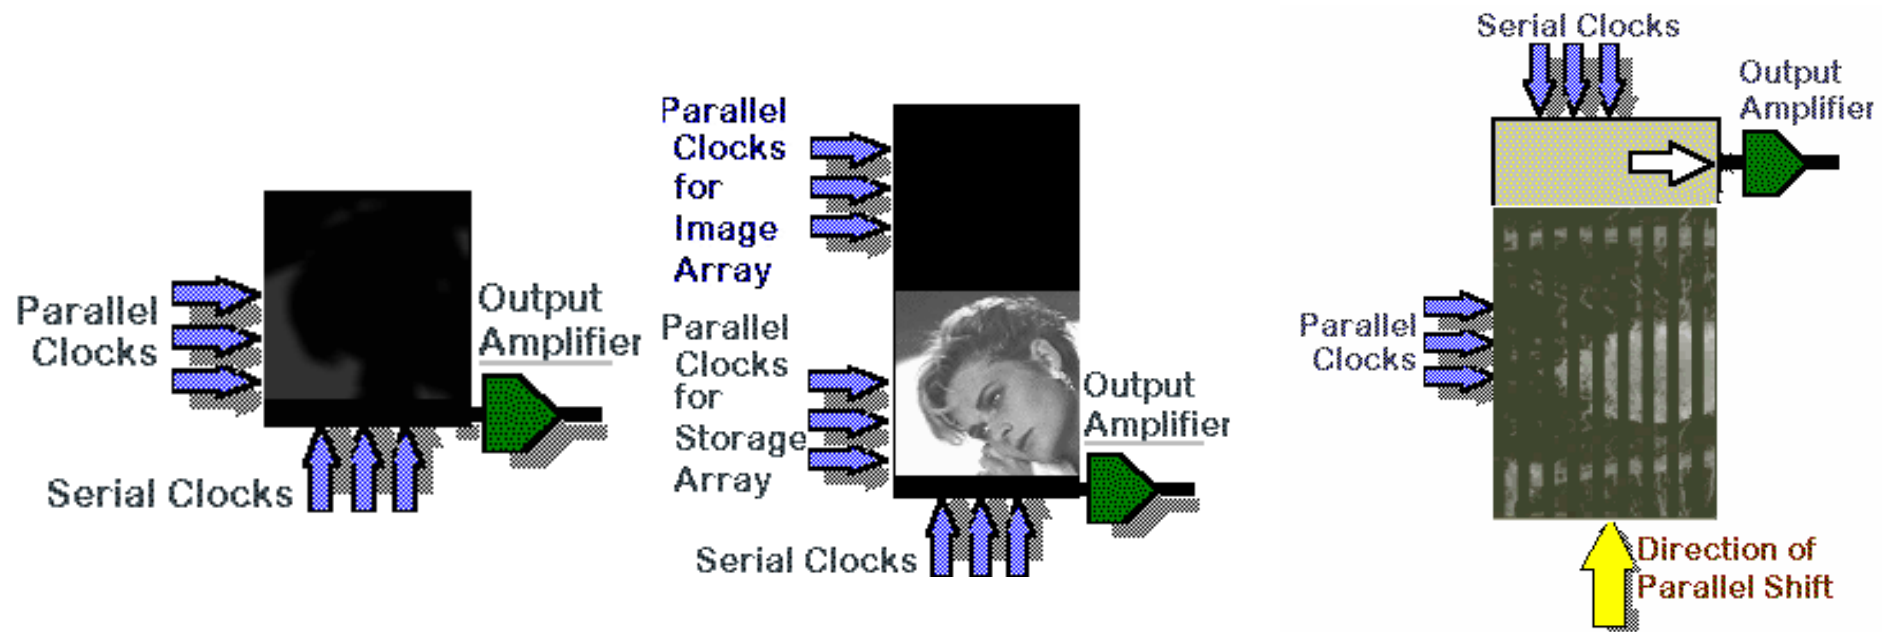 Parallel
Clocks
Output
Amplifier
Serial Clocks
Parallel
Clocks
for
Image
Array
Parallel
Clocks
for
Storage
Array
Output
Amplifier
Serial Clocks
Serial Clocks
Output
Amplifier
Parallel
Clocks
Direction of
Parallel Shift